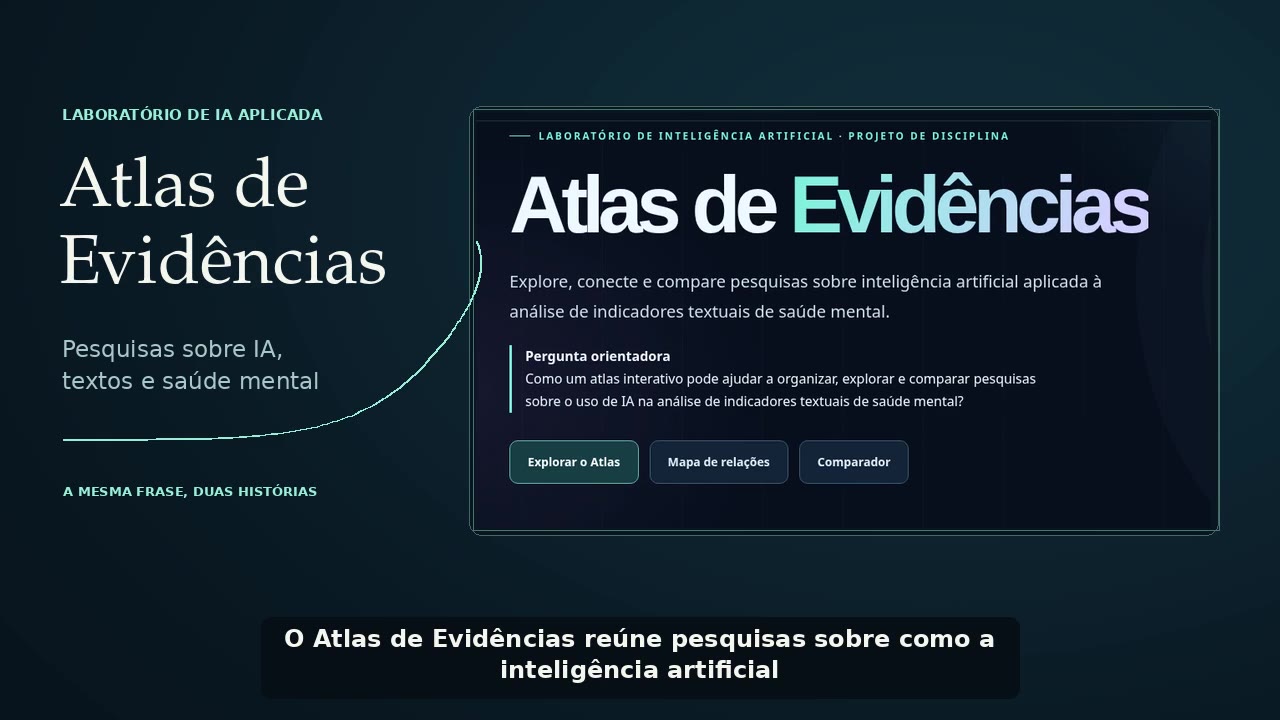 LABORATÓRIO DE IA APLICADA
Atlas de
Evidências
Pesquisas sobre IA,
textos e saúde mental
A MESMA FRASE, DUAS HISTÓRIAS
LABORATÓRIO DE INTELIGÊNCIA ARTIFICIAL · PROJETO DE DISCIPLINA
Atlas de Evidências
Explore, conecte e compare pesquisas sobre inteligência artificial aplicada à
análise de indicadores textuais de saúde mental.
Pergunta orientadora
Como um atlas interativo pode ajudar a organizar, explorar e comparar pesquisas
sobre o uso de IA na análise de indicadores textuais de saúde mental?
Explorar o Atlas
Mapa de relações
Comparador
O Atlas de Evidências reúne pesquisas sobre como a
inteligência artificial